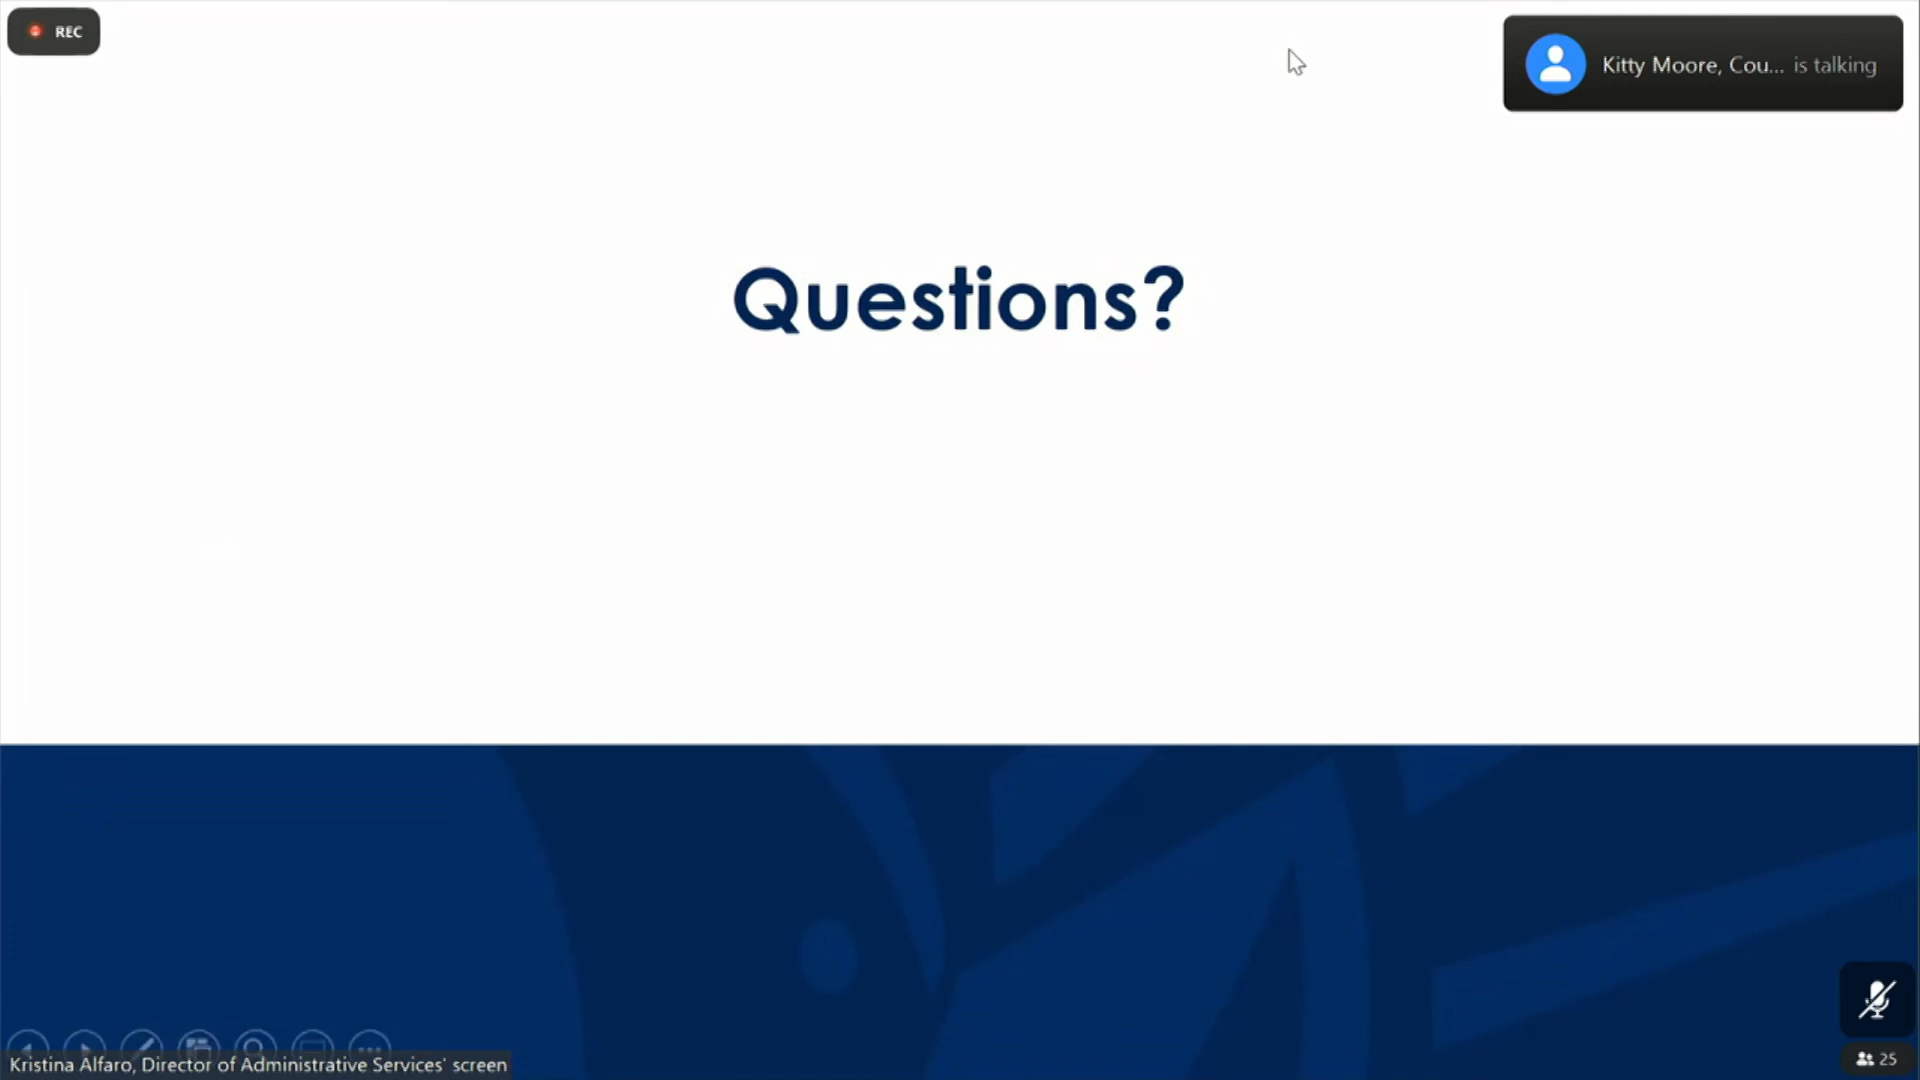 REC
Kitty Moore, Cou... is talking
Questions?
Kristina Alfaro, Director of Administrative Services' screen
25